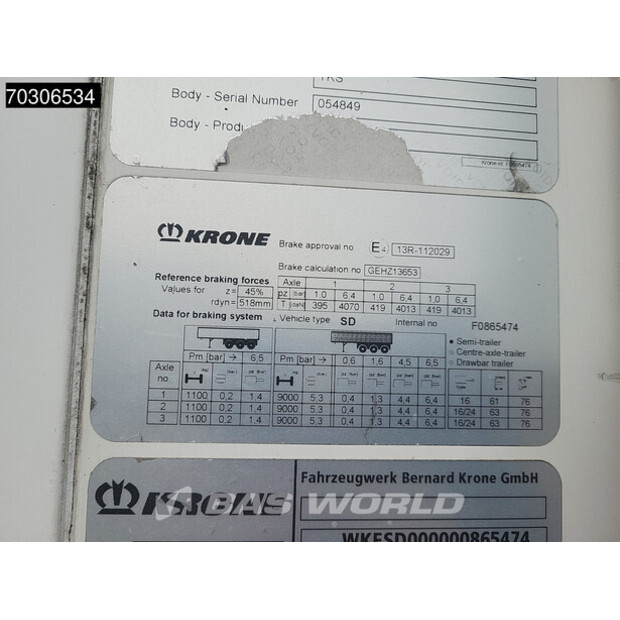 70306534
TKS
Body - Serial Number 054849
Body - Produ
Krone-nr. F0865474
KRONE
Brake approval no E4 13R-112029
Brake calculation no GEHZ13653
Reference braking forces Axle 1 2 3
Values for z= 45% pz [bar] 1,0 6,4 1,0 6,4 1,0 6,4
rdyn= 518mm T [daN] 395 4070 419 4013 419 4013
Data for braking system Vehicle type SD Internal no F0865474
Semi-trailer
Centre-axle-trailer
Drawbar trailer
Pm [bar] → 6,5 Pm [bar] → 0,6 1,6 4,5 6,5
Axle no
1 1100 0,2 1,4 9000 5,3 0,4 1,3 4,4 6,4 16 61 76
2 1100 0,2 1,4 9000 5,3 0,4 1,3 4,4 6,4 16/24 63 76
3 1100 0,2 1,4 9000 5,3 0,4 1,3 4,4 6,4 16/24 63 76
Fahrzeugwerk Bernard Krone GmbH
BAS WORLD
WKESD000000865474